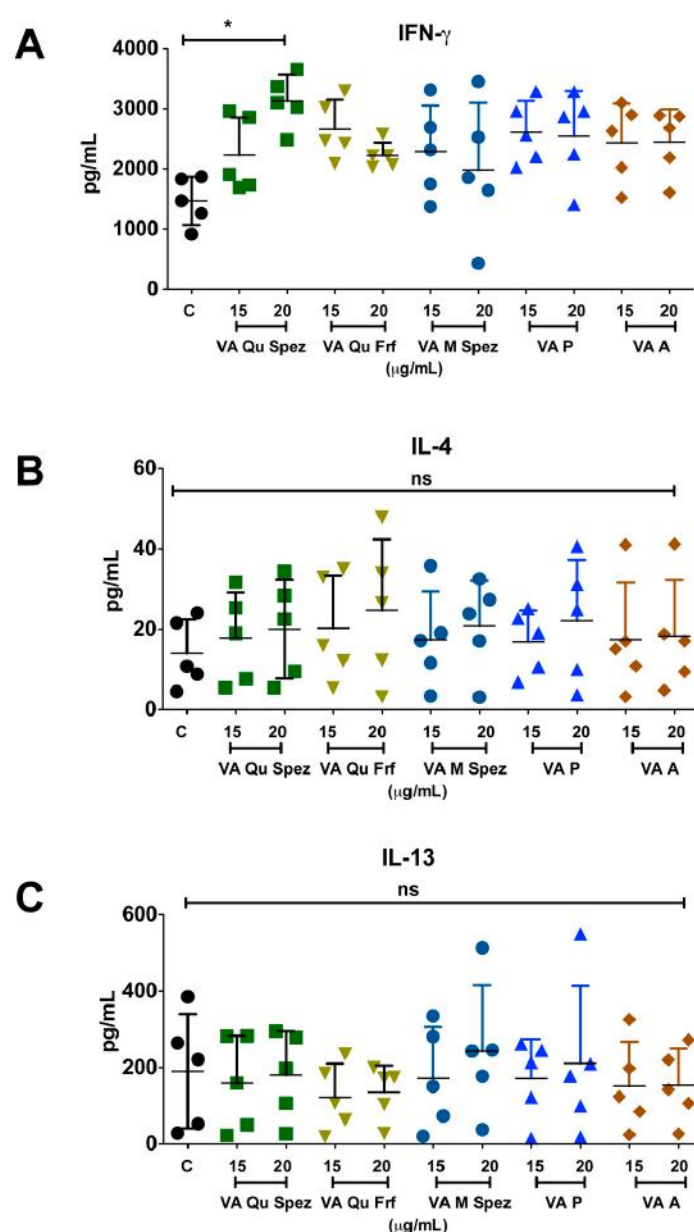 A
IFN-γ
*
pg/mL
4000
3000
2000
1000
0
C 15 20 15 20 15 20 15 20 15 20
VA Qu Spez VA Qu Frf VA M Spez VA P VA A
(μg/mL)
B
IL-4
ns
pg/mL
60
40
20
0
C 15 20 15 20 15 20 15 20 15 20
VA Qu Spez VA Qu Frf VA M Spez VA P VA A
(μg/mL)
C
IL-13
ns
pg/mL
600
400
200
0
C 15 20 15 20 15 20 15 20 15 20
VA Qu Spez VA Qu Frf VA M Spez VA P VA A
(μg/mL)